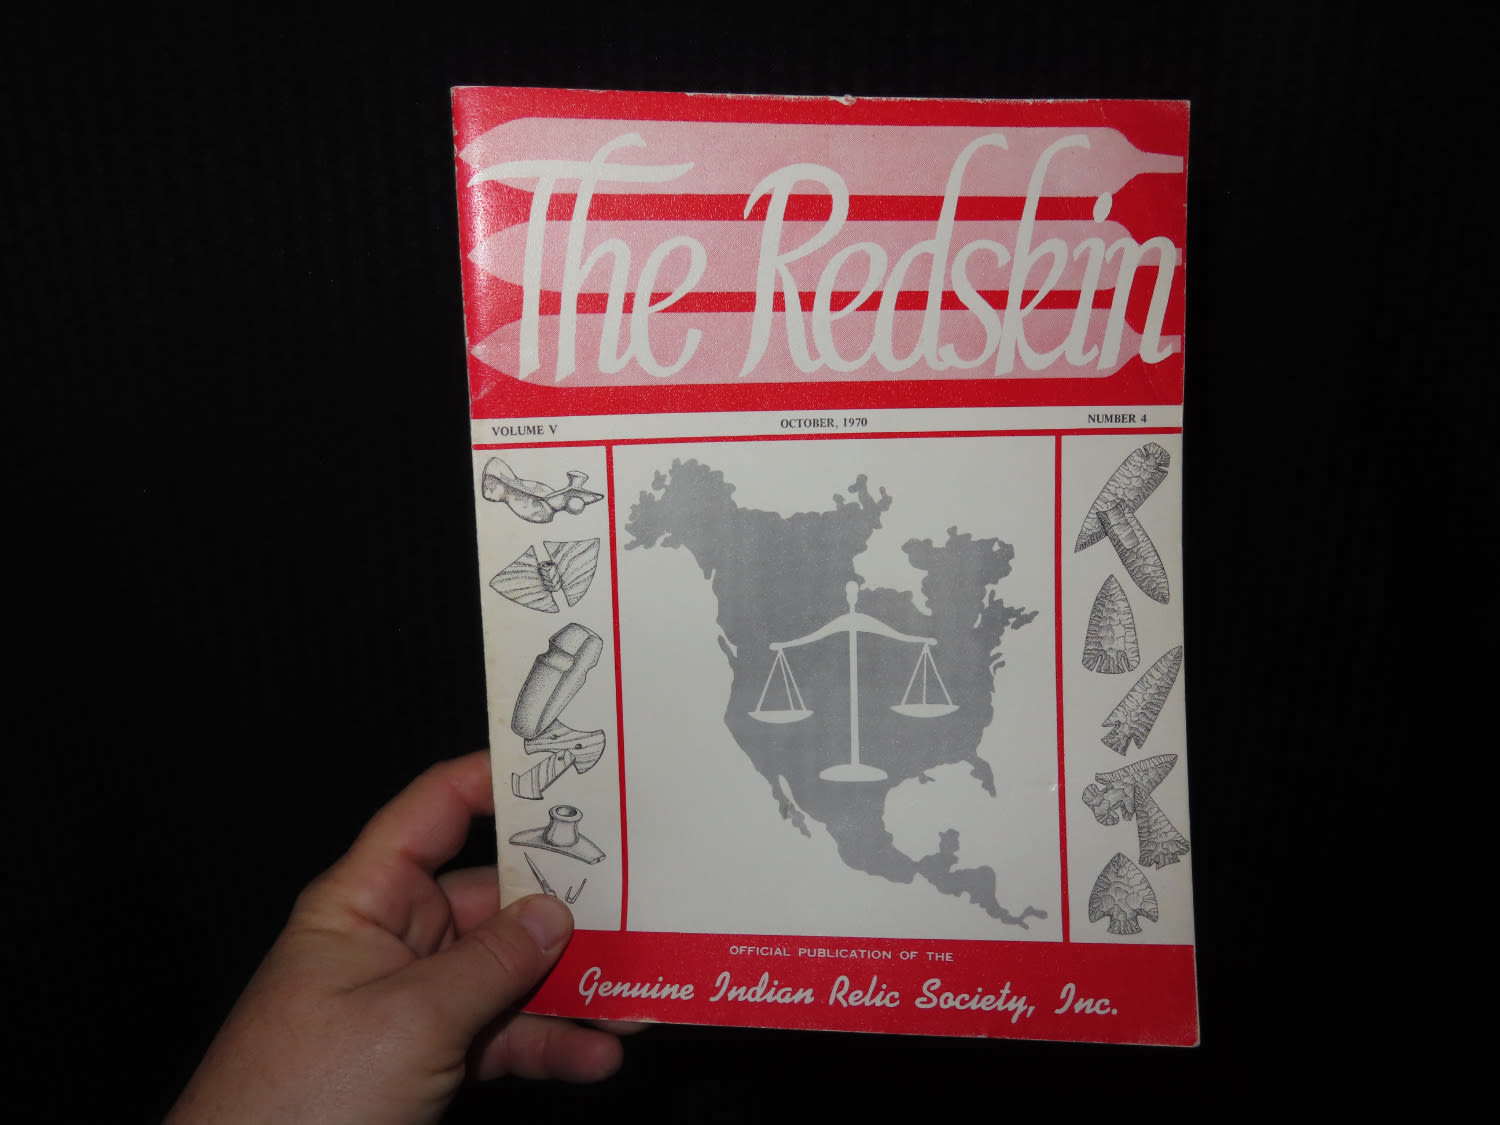 The Redskin
VOLUME V OCTOBER, 1970 NUMBER 4
OFFICIAL PUBLICATION OF THE
Genuine Indian Relic Society, Inc.